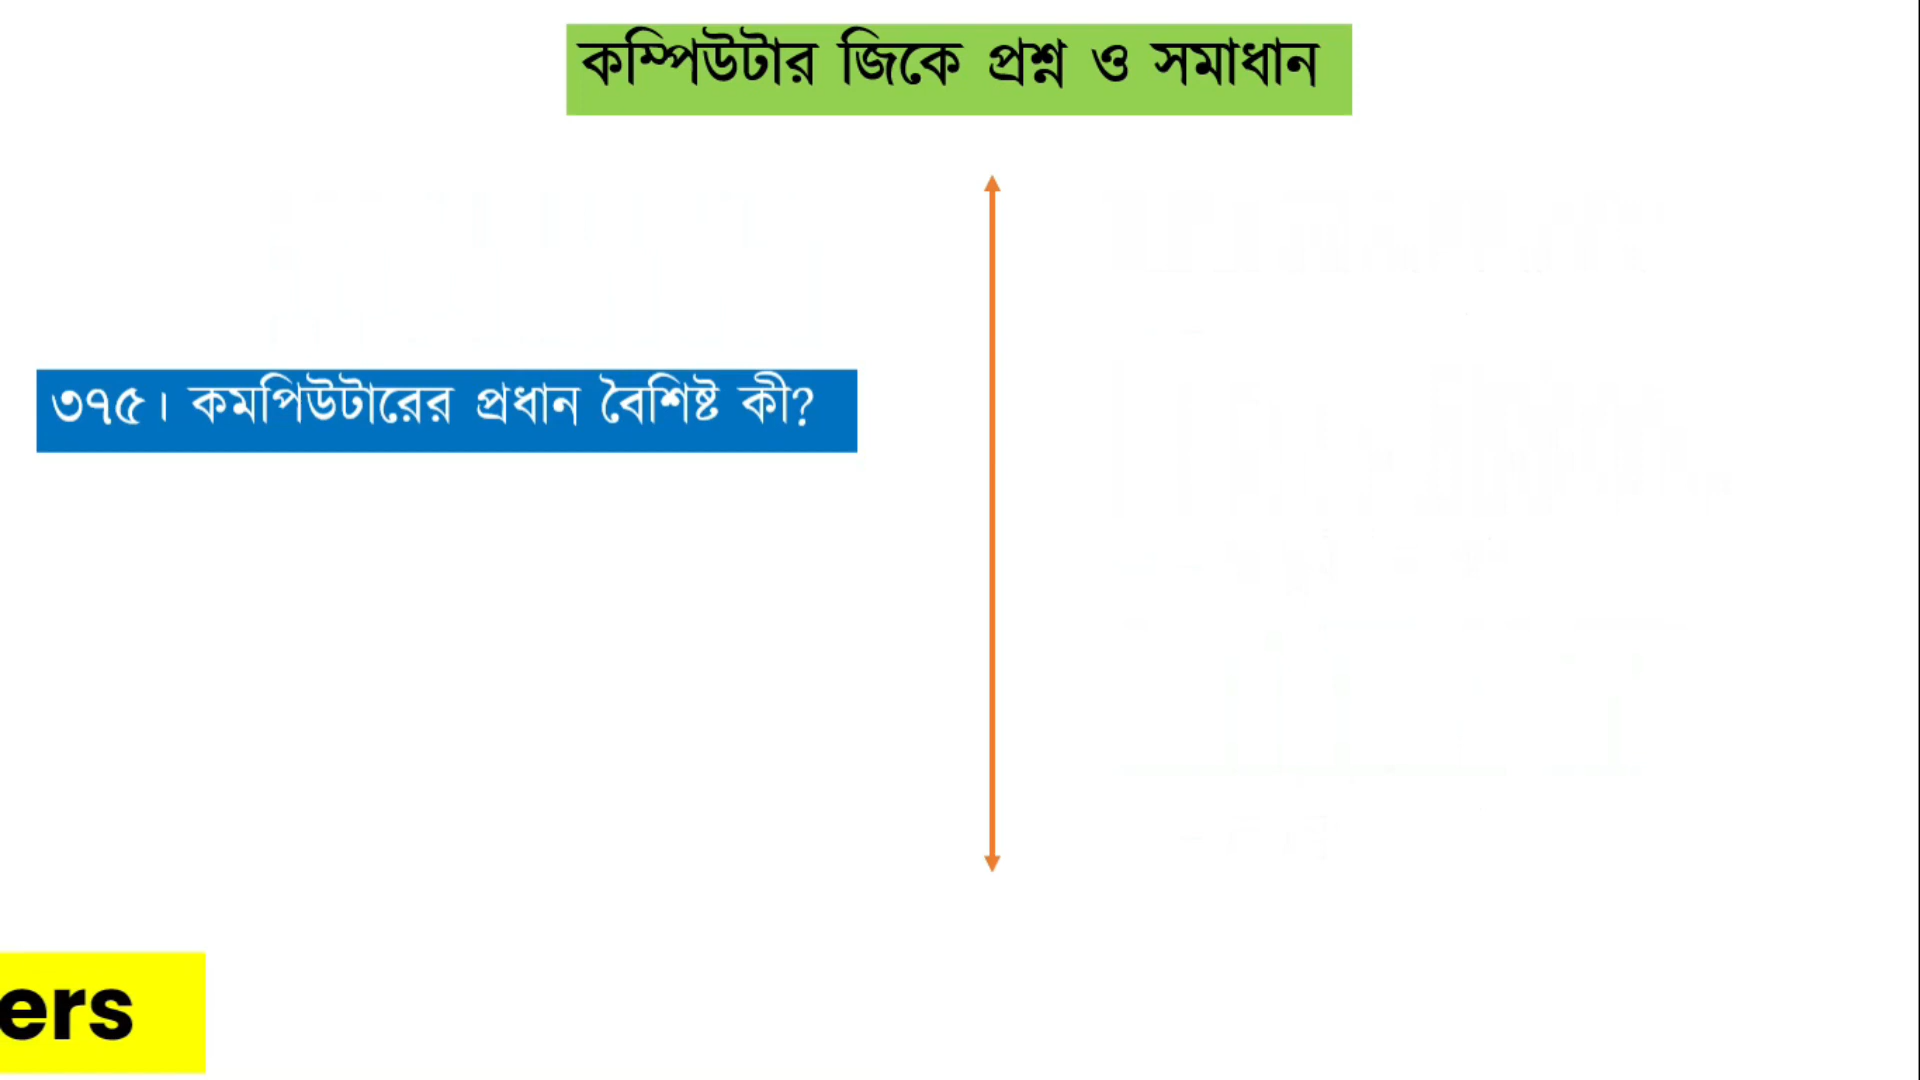 কম্পিউটার জিকে প্রশ্ন ও সমাধান
৩৭৫। কমপিউটারের প্রধান বৈশিষ্ট কী?
ers